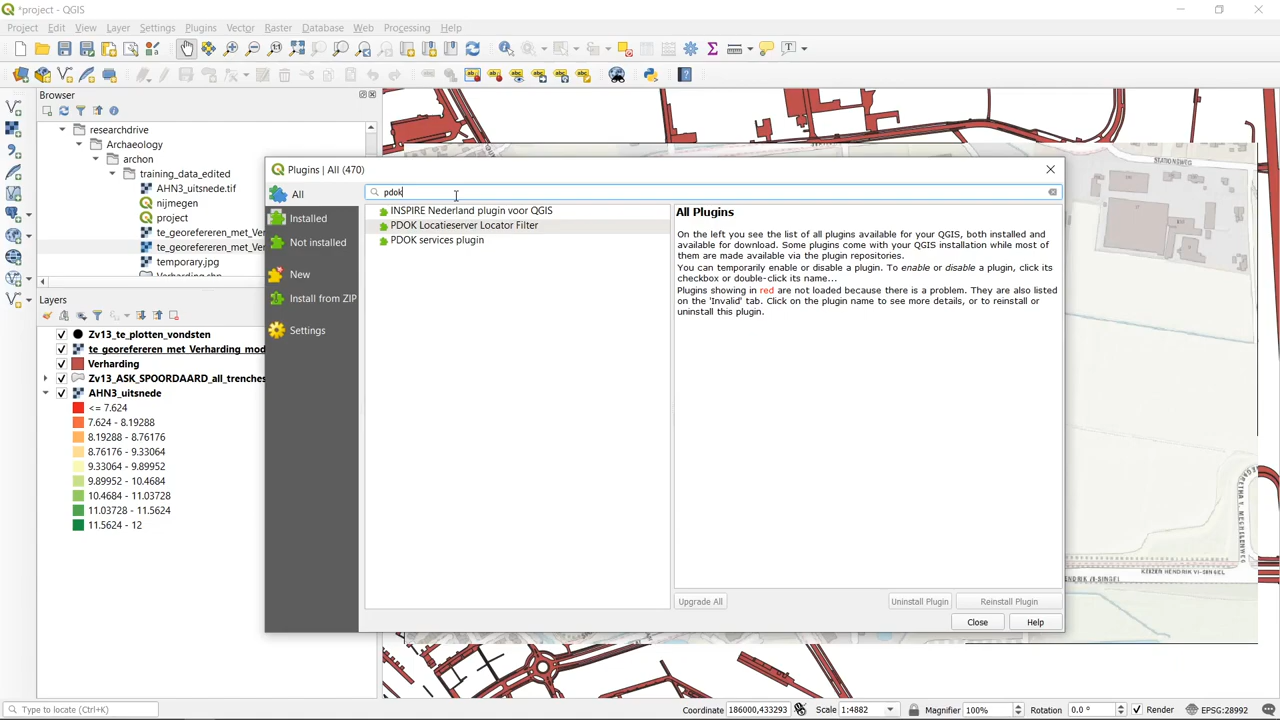 *project - QGIS
Project Edit View Layer Settings Plugins Vector Raster Database Web Processing Help
Browser
researchdrive
Archaeology
archon
training_data_edited
AHN3_uitsnede.tif
nijmegen
project
te_georefereren_met_Ver
te_georefereren_met_Ver
temporary.jpg
Layers
Zv13_te_plotten_vondsten
te_georefereren_met_Verharding_mod
Verharding
Zv13_ASK_SPOORDAARD_all_trenches
AHN3_uitsnede
<= 7.624
7.624 - 8.19288
8.19288 - 8.76176
8.76176 - 9.33064
9.33064 - 9.89952
9.89952 - 10.4684
10.4684 - 11.03728
11.03728 - 11.5624
11.5624 - 12
Plugins | All (470)
All
Installed
Not installed
New
Install from ZIP
Settings
pdok
INSPIRE Nederland plugin voor QGIS
PDOK Locatieserver Locator Filter
PDOK services plugin
All Plugins
On the left you see the list of all plugins available for your QGIS, both installed and
available for download. Some plugins come with your QGIS installation while most of
them are made available via the plugin repositories.
You can temporarily enable or disable a plugin. To enable or disable a plugin, click its
checkbox or double-click its name...
Plugins showing in red are not loaded because there is a problem. They are also listed
on the 'Invalid' tab. Click on the plugin name to see more details, or to reinstall or
uninstall this plugin.
Upgrade All
Uninstall Plugin
Reinstall Plugin
Close
Help
STATIONSWEG
KEIZER HENDRIK VI-SINGEL
Type to locate (Ctrl+K)
Coordinate 186000,433293 Scale 1:4882 Magnifier 100% Rotation 0.0 ° Render EPSG:28992